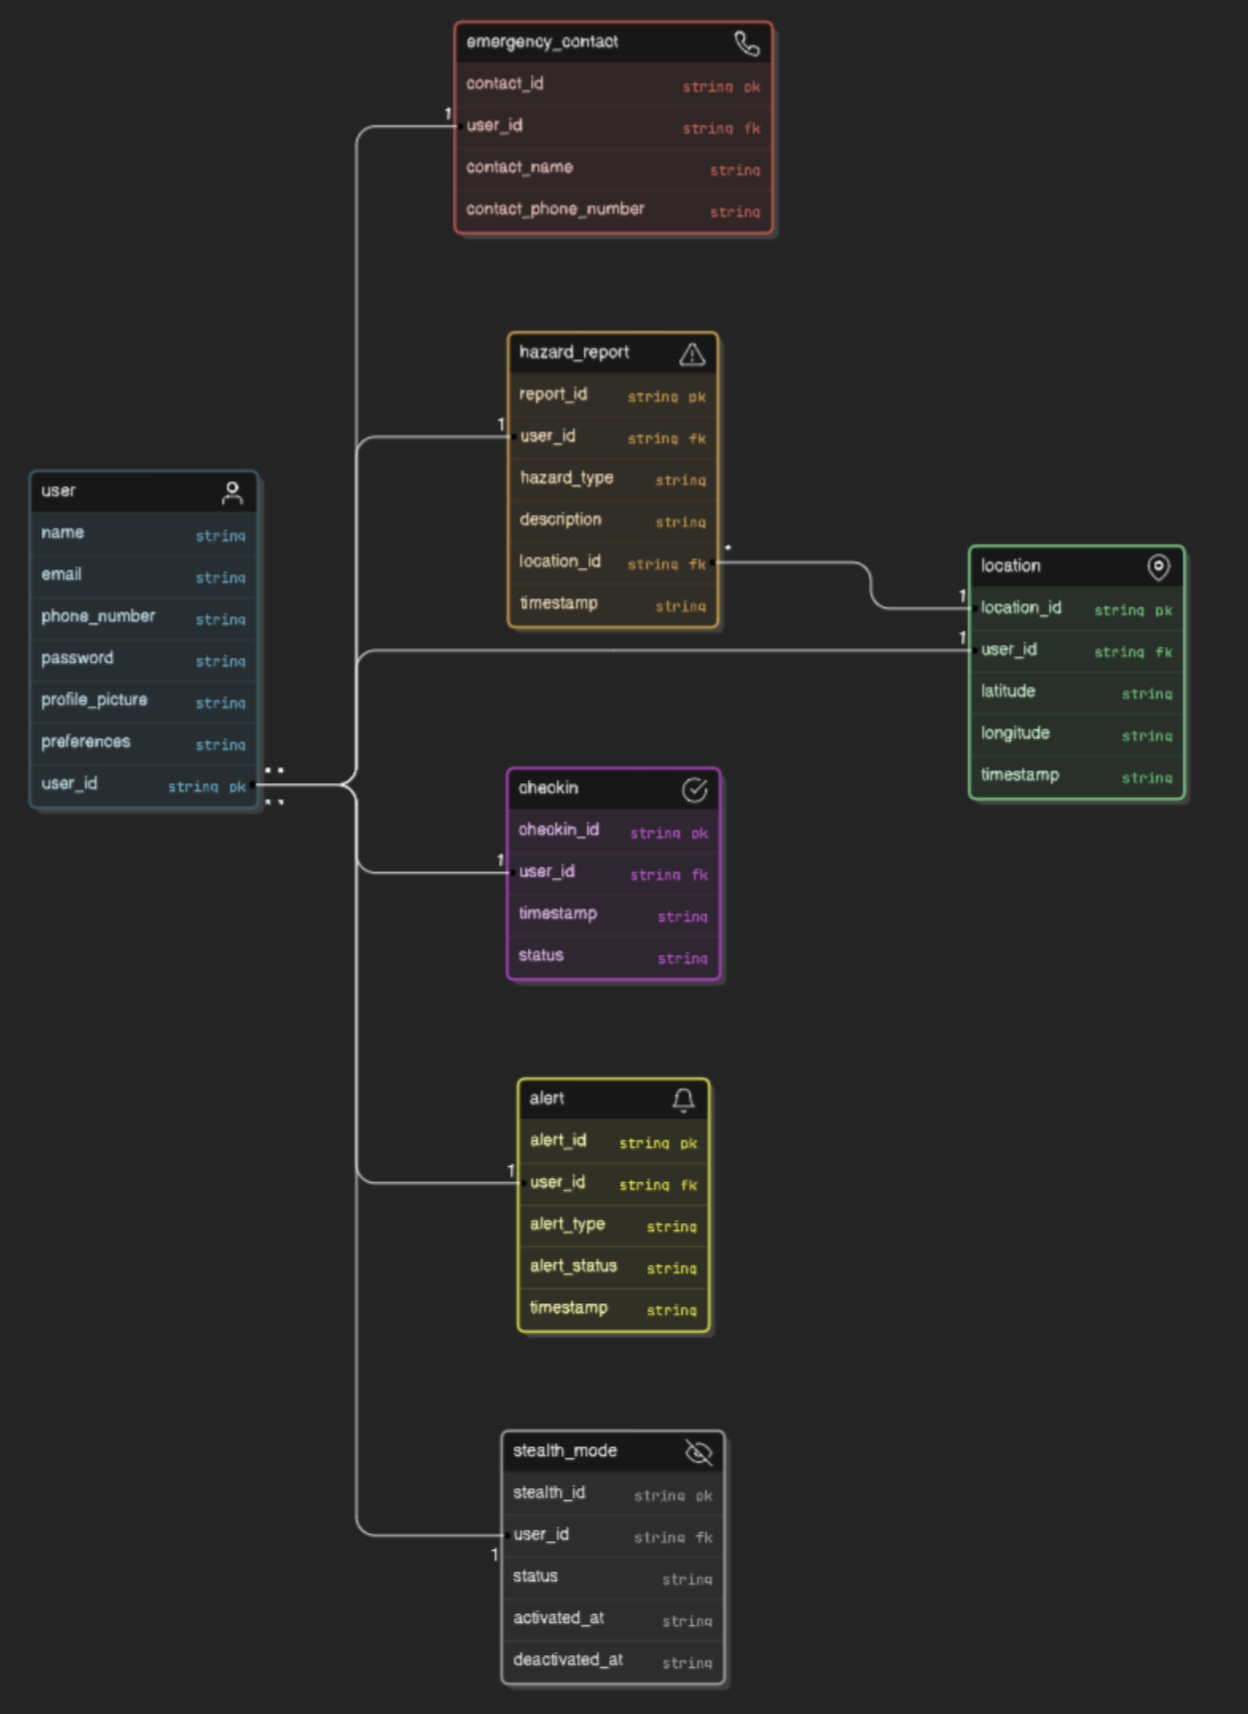 emergency_contact
contact_id string pk
1
user_id string fk
contact_name string
contact_phone_number string
hazard_report
report_id string pk
1
user_id string fk
hazard_type string
description string
location_id string fk *
timestamp string
user
name string
email string
phone_number string
password string
profile_picture string
preferences string
user_id string pk
location
1
location_id string pk
1
user_id string fk
latitude string
longitude string
timestamp string
checkin
checkin_id string pk
1
user_id string fk
timestamp string
status string
alert
alert_id string pk
1
user_id string fk
alert_type string
alert_status string
timestamp string
stealth_mode
stealth_id string pk
user_id string fk
1
status string
activated_at string
deactivated_at string